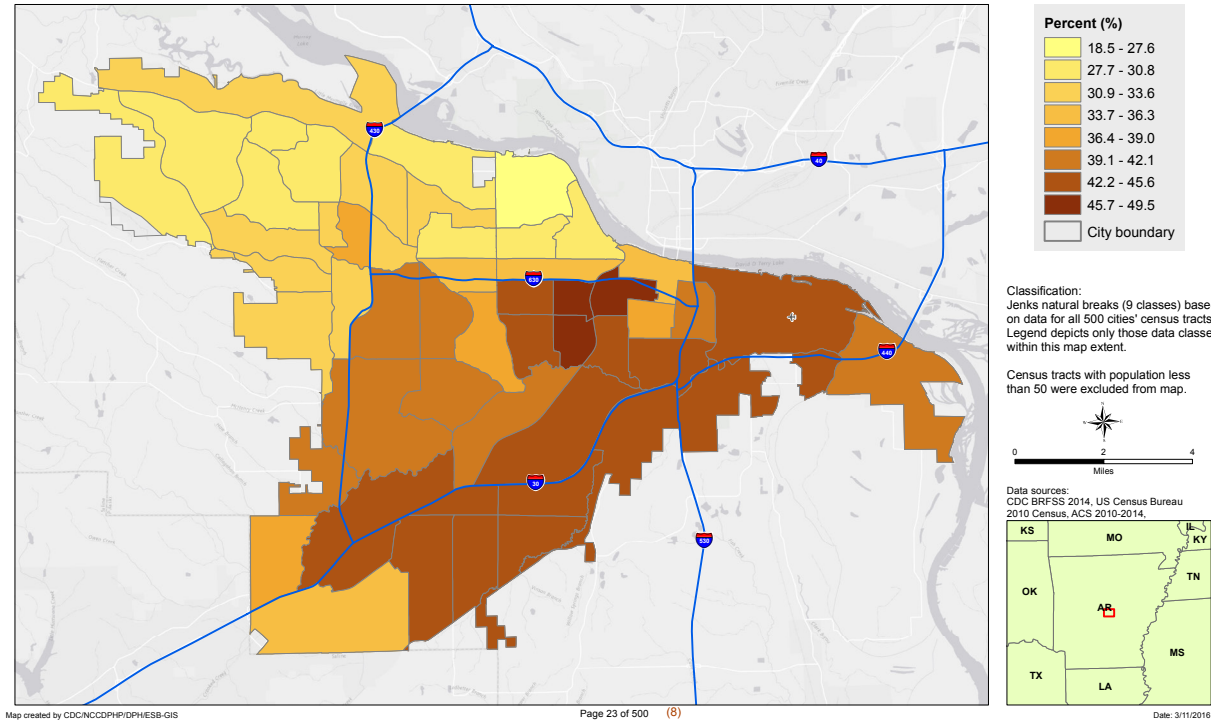 Percent (%)
18.5 - 27.6
27.7 - 30.8
30.9 - 33.6
33.7 - 36.3
36.4 - 39.0
39.1 - 42.1
42.2 - 45.6
45.7 - 49.5
City boundary
430
40
630
440
30
530
Classification:
Jenks natural breaks (9 classes) base
on data for all 500 cities' census tracts
Legend depicts only those data classe
within this map extent.
Census tracts with population less
than 50 were excluded from map.
N
W
E
S
0 2 4
Miles
Data sources:
CDC BRFSS 2014, US Census Bureau
2010 Census, ACS 2010-2014,
KS
MO
IL
KY
OK
AR
TN
TX
LA
MS
Map created by CDC/NCCDPHP/DPH/ESB-GIS
Page 23 of 500 (8)
Date: 3/11/2016